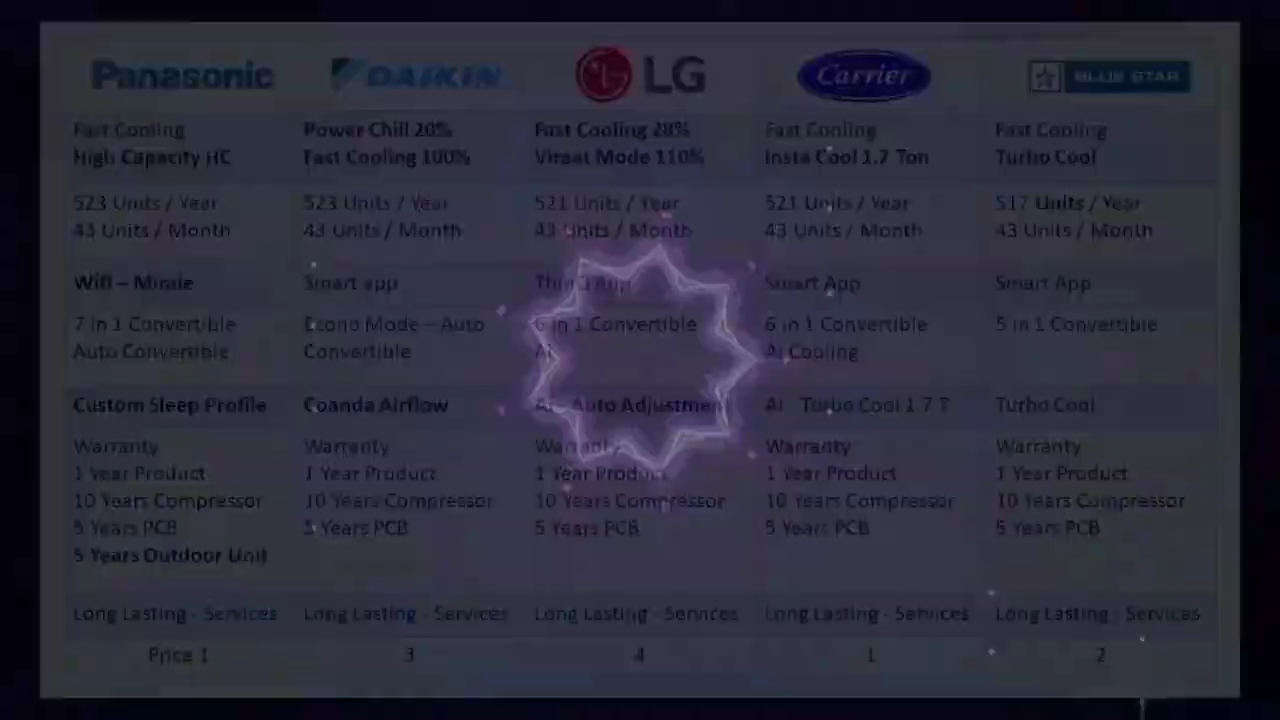 Panasonic DAIKIN LG Carrier BLUE STAR
Fast Cooling Power Chill 20% Fast Cooling 28% Fast Cooling Fast Cooling
High Capacity HC Fast Cooling 100% Viraat Mode 110% Insta Cool 1.7 Ton Turbo Cool
523 Units / Year 523 Units / Year 521 Units / Year 521 Units / Year 517 Units / Year
43 Units / Month 43 Units / Month 43 Units / Month 43 Units / Month 43 Units / Month
Wifi – Miraie Smart app App Smart App Smart App
7 in 1 Convertible Econo Mode – Auto 6 in 1 Convertible 6 in 1 Convertible 5 in 1 Convertible
Auto Convertible Convertible Ai Ai Cooling
Custom Sleep Profile Coanda Airflow Auto Adjustment Ai Turbo Cool 1.7 T Turbo Cool
Warranty Warranty Warranty Warranty Warranty
1 Year Product 1 Year Product 1 Year Product 1 Year Product 1 Year Product
10 Years Compressor 10 Years Compressor 10 Years Compressor 10 Years Compressor 10 Years Compressor
5 Years PCB 5 Years PCB 5 Years PCB 5 Years PCB 5 Years PCB
5 Years Outdoor Unit
Long Lasting - Services Long Lasting - Services Long Lasting - Services Long Lasting - Services Long Lasting - Services
Price 1 3 4 1 2